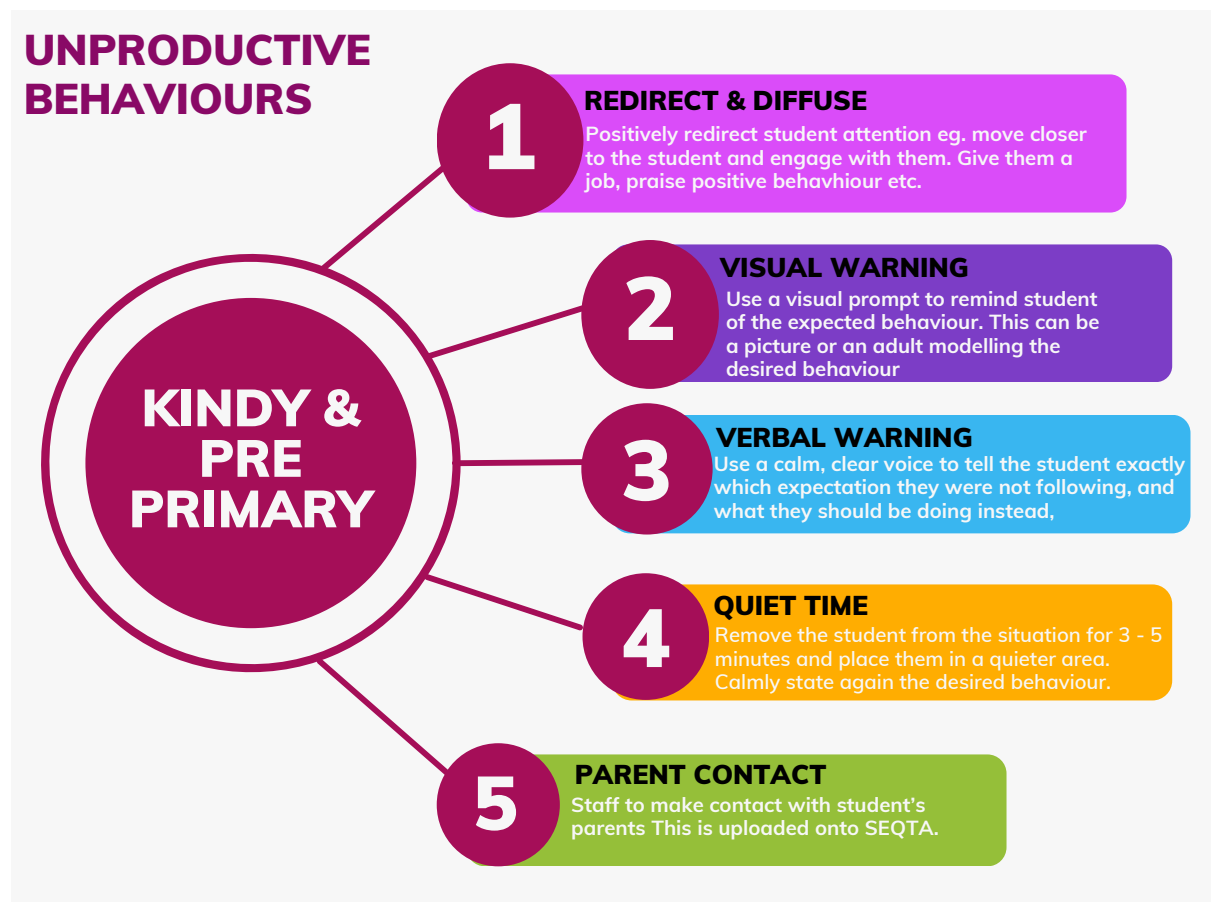 UNPRODUCTIVE
BEHAVIOURS
KINDY &
PRE
PRIMARY
1
REDIRECT & DIFFUSE
Positively redirect student attention eg. move closer
to the student and engage with them. Give them a
job, praise positive behavhiour etc.
2
VISUAL WARNING
Use a visual prompt to remind student
of the expected behaviour. This can be
a picture or an adult modelling the
desired behaviour
3
VERBAL WARNING
Use a calm, clear voice to tell the student exactly
which expectation they were not following, and
what they should be doing instead,
4
QUIET TIME
Remove the student from the situation for 3 - 5
minutes and place them in a quieter area.
Calmly state again the desired behaviour.
5
PARENT CONTACT
Staff to make contact with student's
parents This is uploaded onto SEQTA.